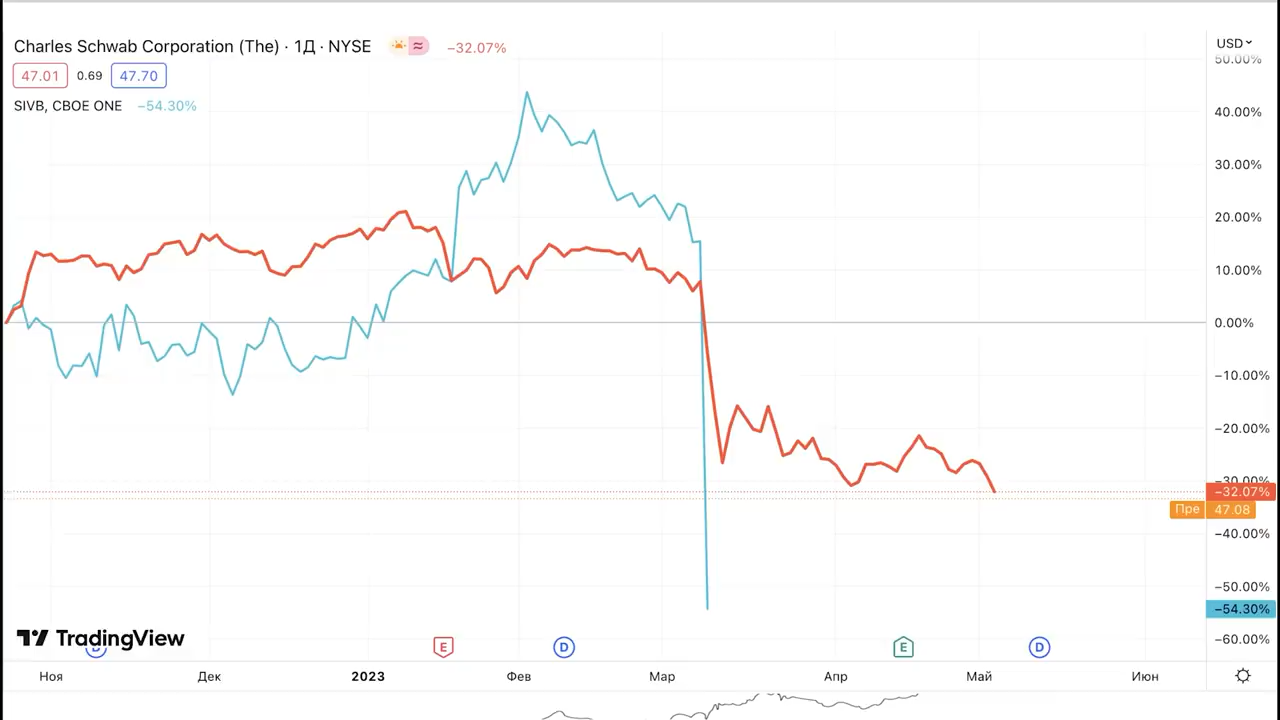 Charles Schwab Corporation (The) · 1Д · NYSE ≈ −32.07%
47.01 0.69 47.70
SIVB, CBOE ONE −54.30%
USD
50.00%
40.00%
30.00%
20.00%
10.00%
0.00%
−10.00%
−20.00%
−30.00%
−32.07%
Пре 47.08
−40.00%
−50.00%
−54.30%
−60.00%
TradingView
D E D E D
Ноя Дек 2023 Фев Мар Апр Май Июн